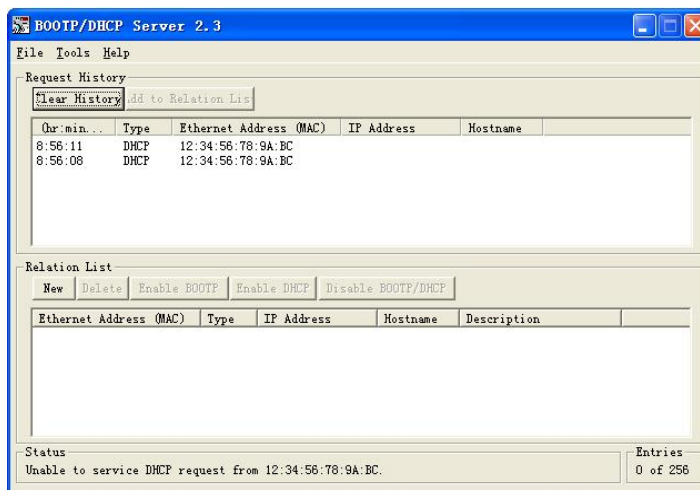 BOOTP/DHCP Server 2.3
File Tools Help
Request History
Clear History dd to Relation Lis
(hr:min... Type Ethernet Address (MAC) IP Address Hostname
8:56:11 DHCP 12:34:56:78:9A:BC
8:56:08 DHCP 12:34:56:78:9A:BC
Relation List
New Delete Enable BOOTP Enable DHCP Disable BOOTP/DHCP
Ethernet Address (MAC) Type IP Address Hostname Description
Status
Unable to service DHCP request from 12:34:56:78:9A:BC.
Entries
0 of 256